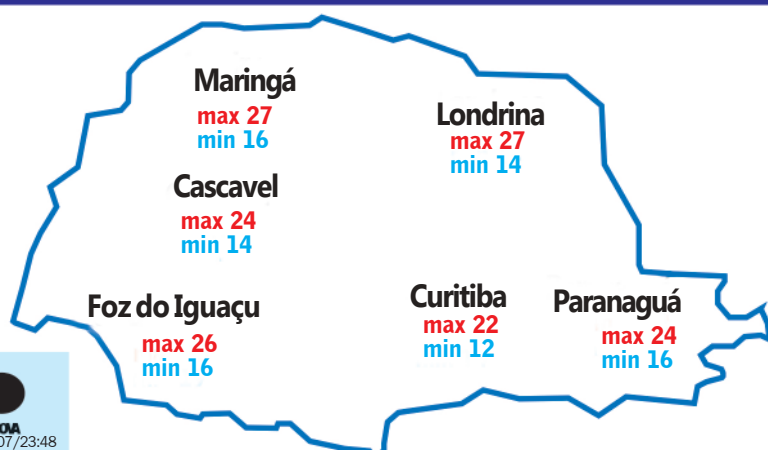 Maringá
max 27
min 16
Londrina
max 27
min 14
Cascavel
max 24
min 14
Foz do Iguaçu
max 26
min 16
Curitiba
max 22
min 12
Paranaguá
max 24
min 16
07/23:48